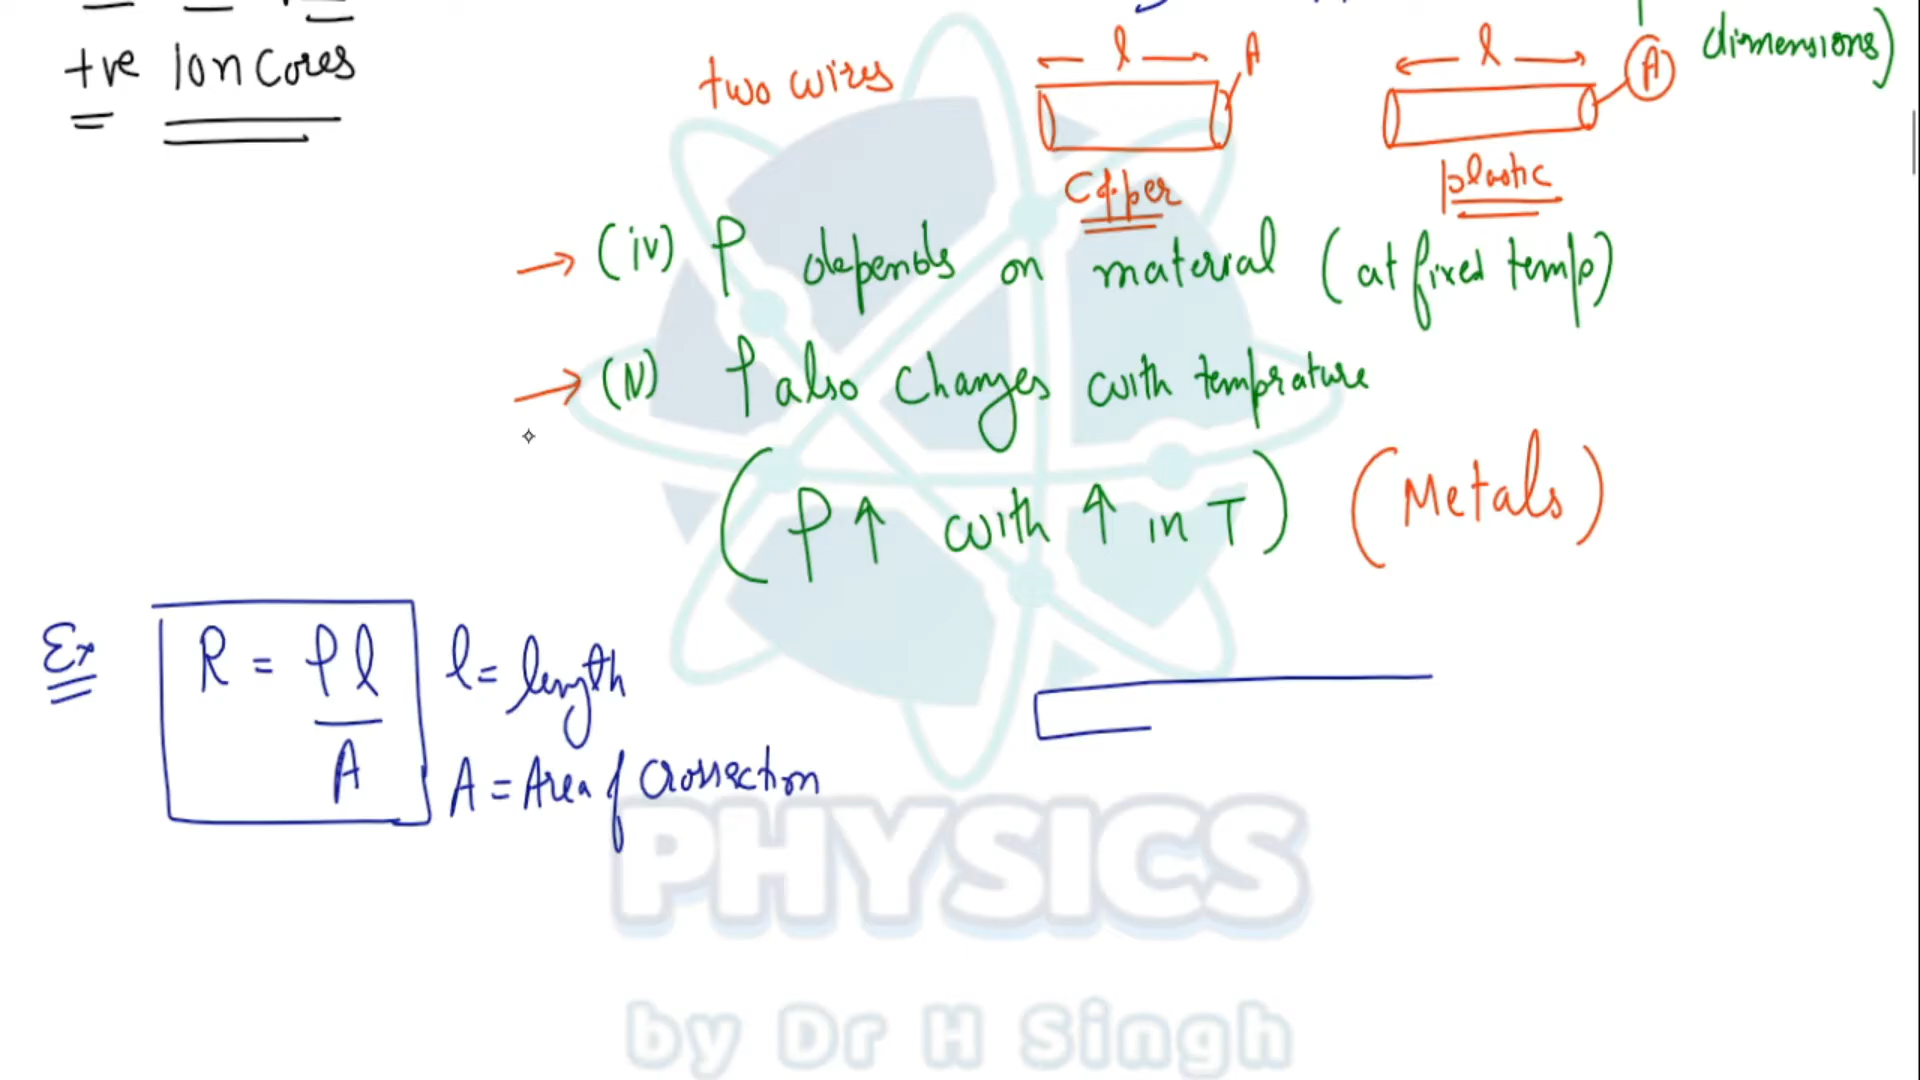 +ve Ion Cores
two wires
l
A
l
A
dimensions)
Copper
plastic
→ (iv) ρ depends on material (at fixed temp)
→ (V) ρ also Changes with temprature
(ρ↑ with ↑ in T) (Metals)
Ex
R = ρl
A
l = length
A = Area of Crossection
PHYSICS
by Dr H Singh